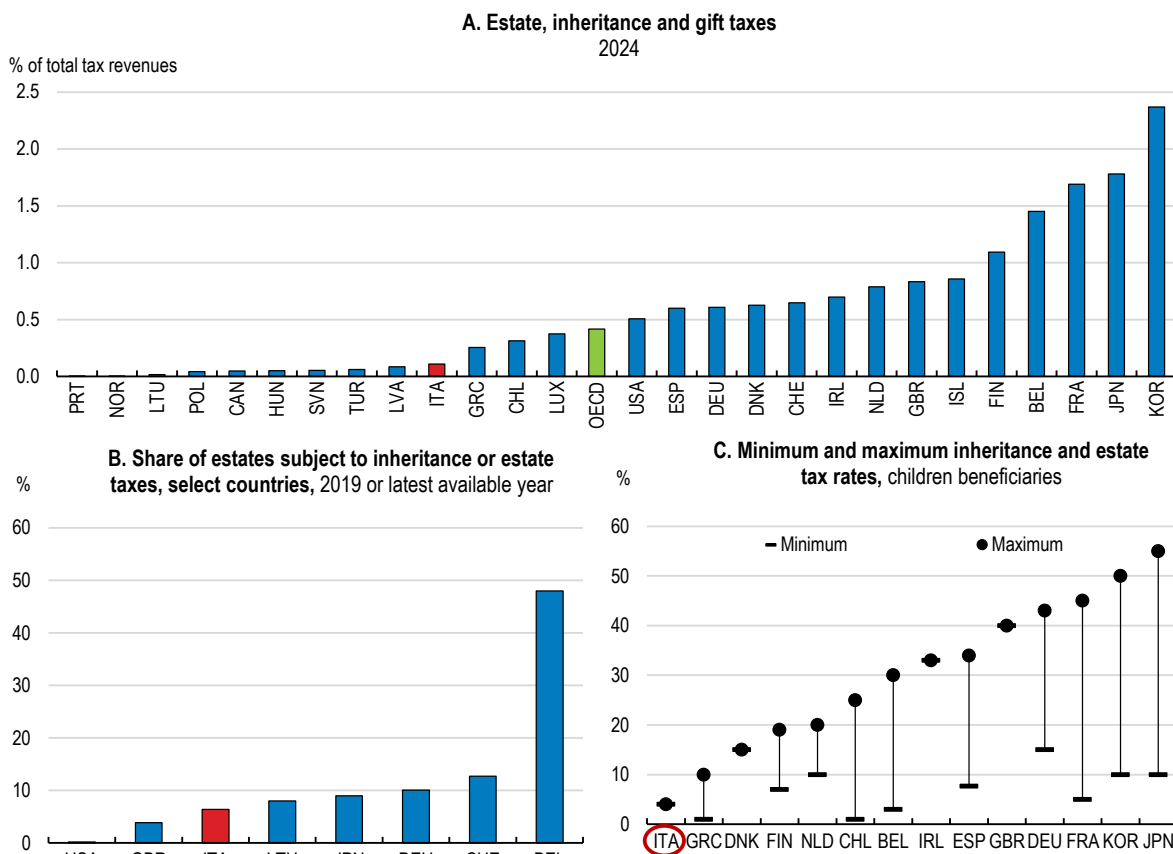 A. Estate, inheritance and gift taxes
2024
% of total tax revenues
2.5
2.0
1.5
1.0
0.5
0.0
PRT NOR LTU POL CAN HUN SVN TUR LVA ITA GRC CHL LUX OECD USA ESP DEU DNK CHE IRL NLD GBR ISL FIN BEL FRA JPN KOR
B. Share of estates subject to inheritance or estate
taxes, select countries, 2019 or latest available year
%
60
50
40
30
20
10
0
C. Minimum and maximum inheritance and estate
tax rates, children beneficiaries
%
60
Minimum Maximum
50
40
30
20
10
0
ITA GRC DNK FIN NLD CHL BEL IRL ESP GBR DEU FRA KOR JPN